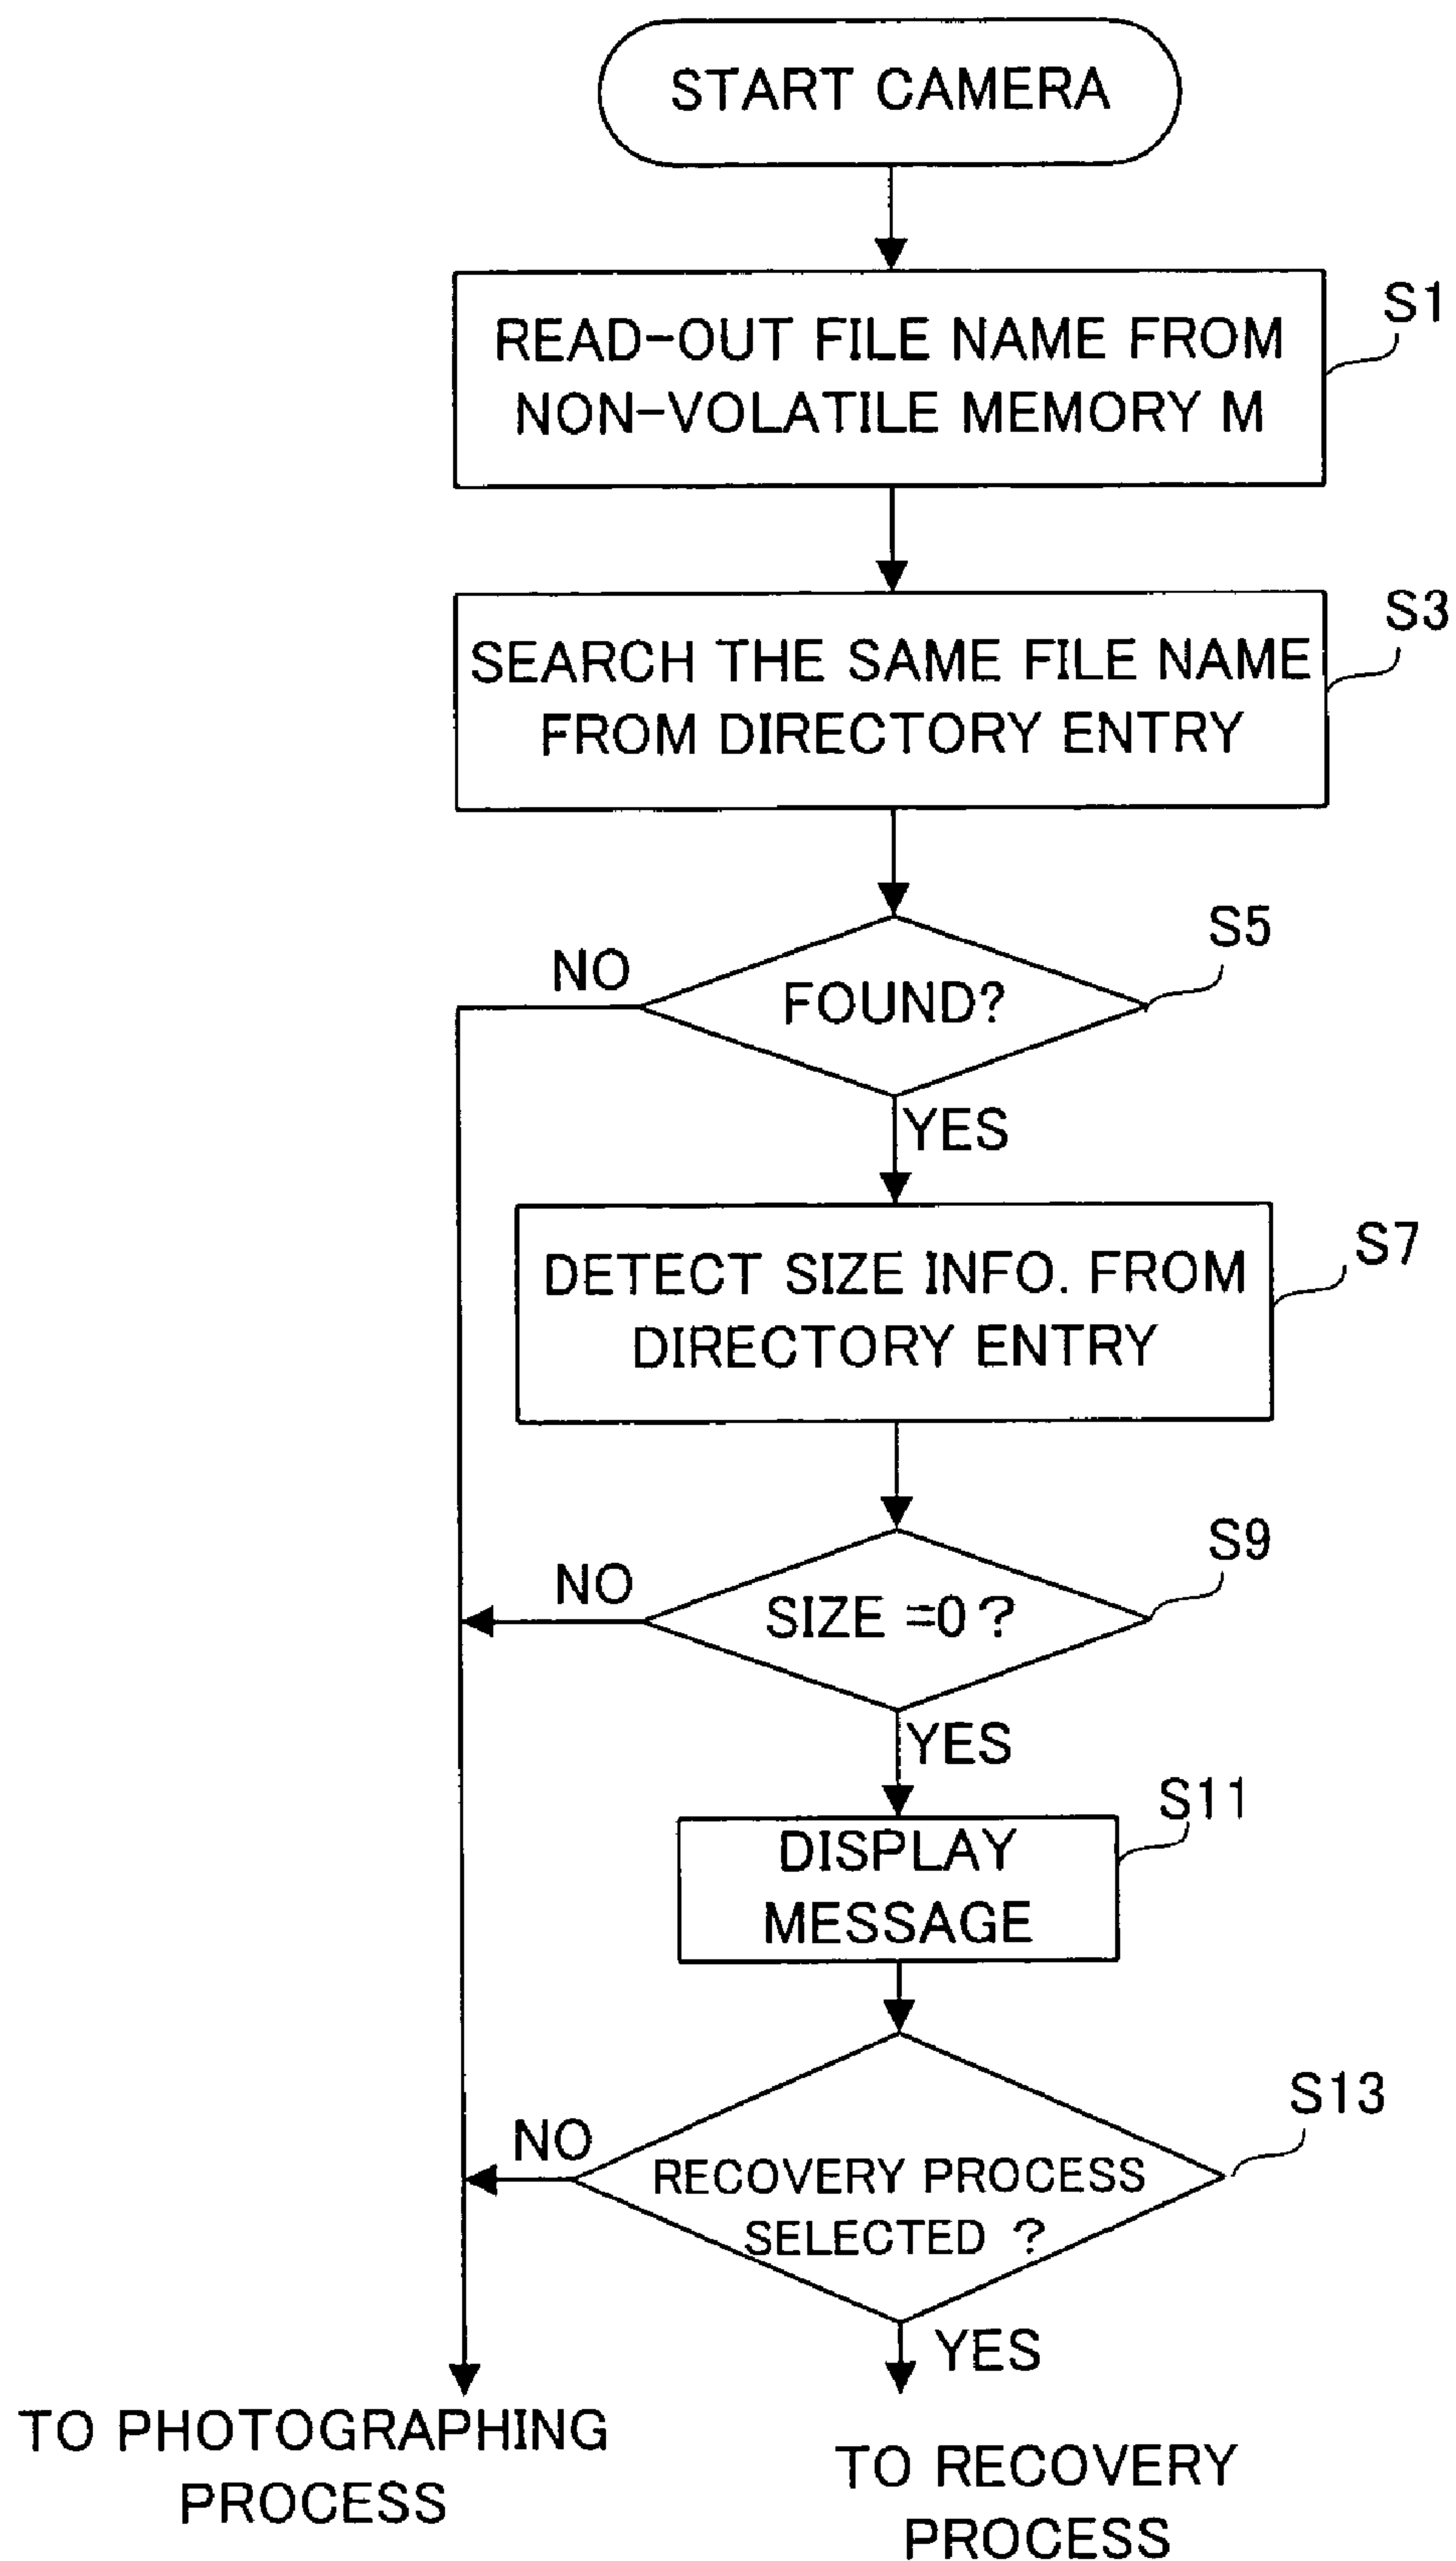 START CAMERA
S1
READ-OUT FILE NAME FROM
NON-VOLATILE MEMORY M
S3
SEARCH THE SAME FILE NAME
FROM DIRECTORY ENTRY
S5
NO
FOUND?
YES
S7
DETECT SIZE INFO. FROM
DIRECTORY ENTRY
S9
NO
SIZE =0?
YES
S11
DISPLAY
MESSAGE
S13
NO
RECOVERY PROCESS
SELECTED ?
YES
TO PHOTOGRAPHING
PROCESS
TO RECOVERY
PROCESS